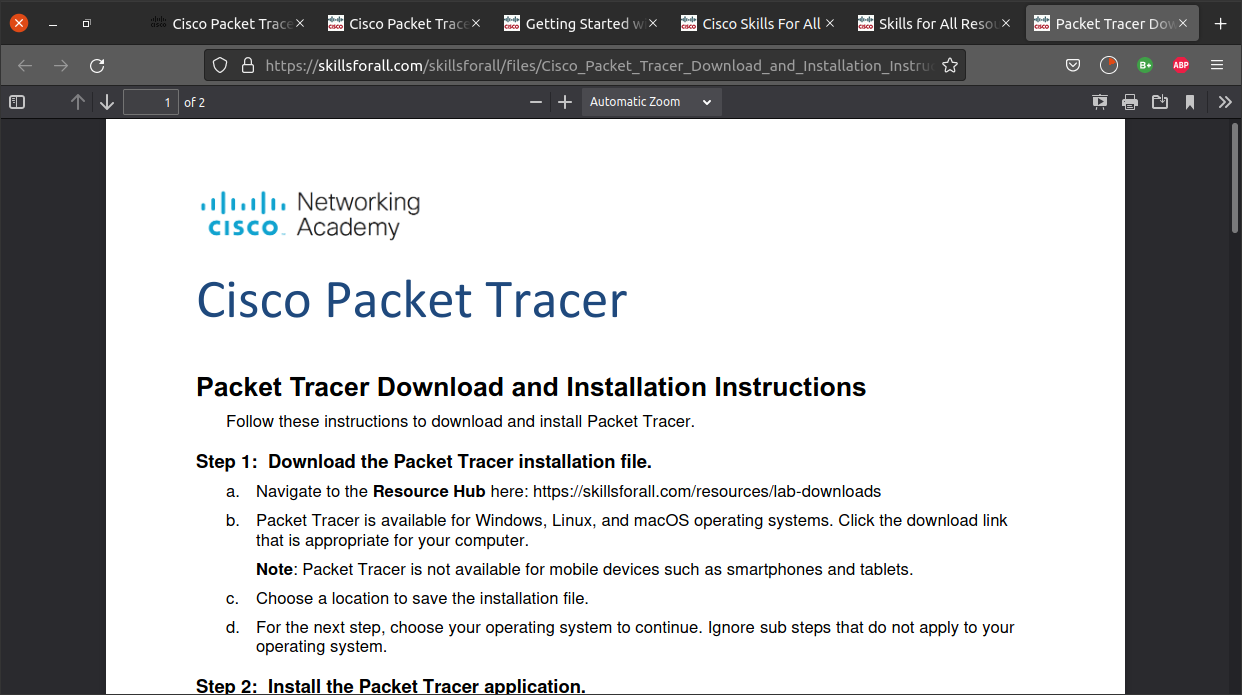 Cisco Packet Trace
Cisco Packet Trace
Getting Started w
Cisco Skills For All
Skills for All Resou
Packet Tracer Dow
https://skillsforall.com/skillsforall/files/Cisco_Packet_Tracer_Download_and_Installation_Instruc
B+
ABP
1 of 2
Automatic Zoom
CISCO Networking Academy
Cisco Packet Tracer
Packet Tracer Download and Installation Instructions
Follow these instructions to download and install Packet Tracer.
Step 1: Download the Packet Tracer installation file.
a. Navigate to the Resource Hub here: https://skillsforall.com/resources/lab-downloads
b. Packet Tracer is available for Windows, Linux, and macOS operating systems. Click the download link
that is appropriate for your computer.
Note: Packet Tracer is not available for mobile devices such as smartphones and tablets.
c. Choose a location to save the installation file.
d. For the next step, choose your operating system to continue. Ignore sub steps that do not apply to your
operating system.
Step 2: Install the Packet Tracer application.